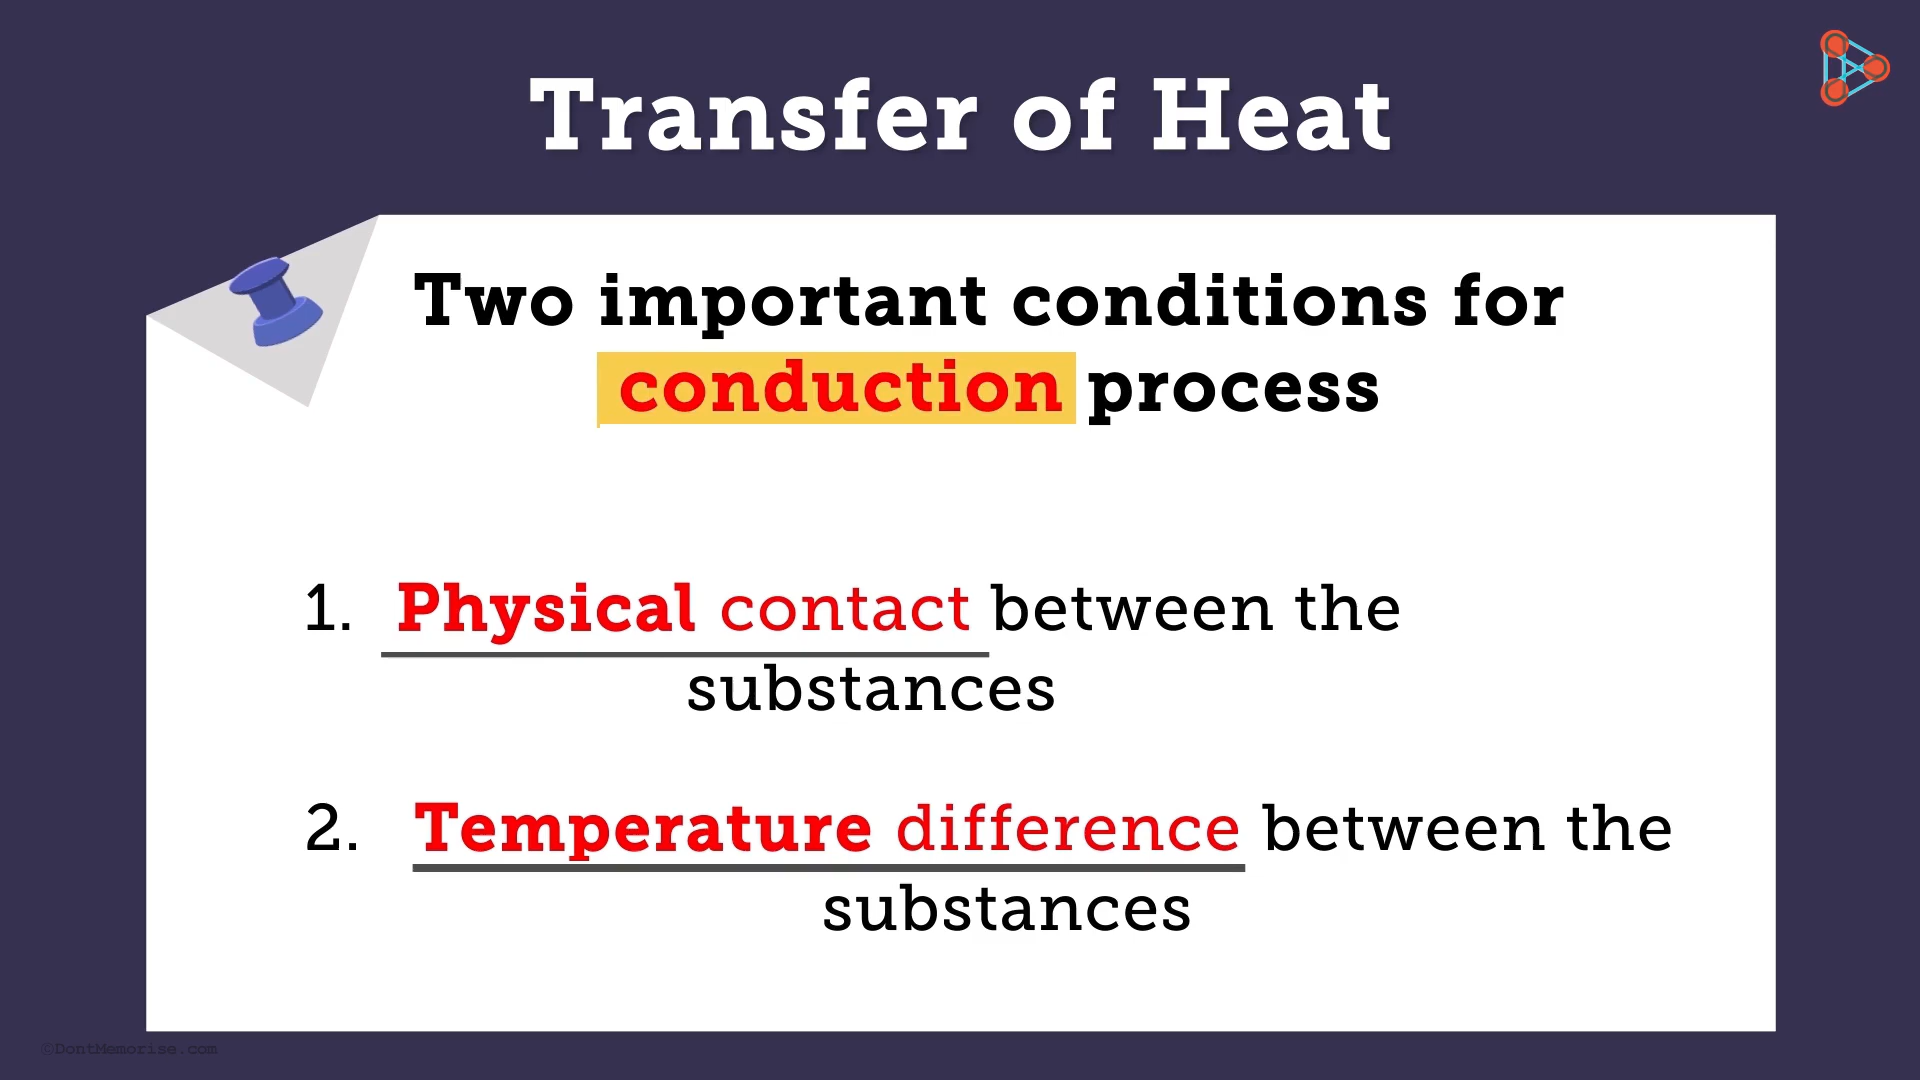 Transfer of Heat
Two important conditions for
conduction process
1. Physical contact between the
substances
2. Temperature difference between the
substances
©DontMemorise.com